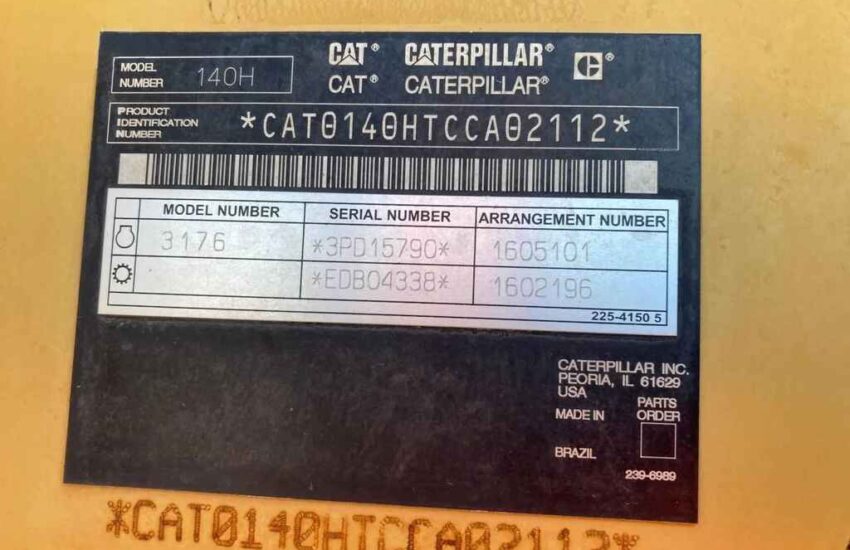 CAT® CATERPILLAR® C
MODEL NUMBER 140H
CAT® CATERPILLAR®
PRODUCT IDENTIFICATION NUMBER *CAT0140HTCCA02112*
MODEL NUMBER SERIAL NUMBER ARRANGEMENT NUMBER
3176 *3PD15790* 1605101
*EDB04338* 1602196
225-4150 5
CATERPILLAR INC.
PEORIA, IL 61629
USA
MADE IN PARTS ORDER
BRAZIL
239-6989
*CAT0140HTCCA02112*